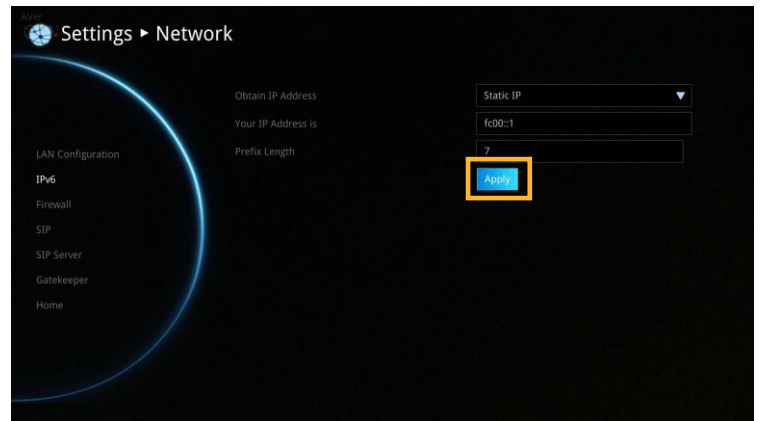 AVer
Settings ▸ Network
Obtain IP Address Static IP ▼
Your IP Address is fc00::1
Prefix Length 7
Apply
LAN Configuration
IPv6
Firewall
SIP
SIP Server
Gatekeeper
Home